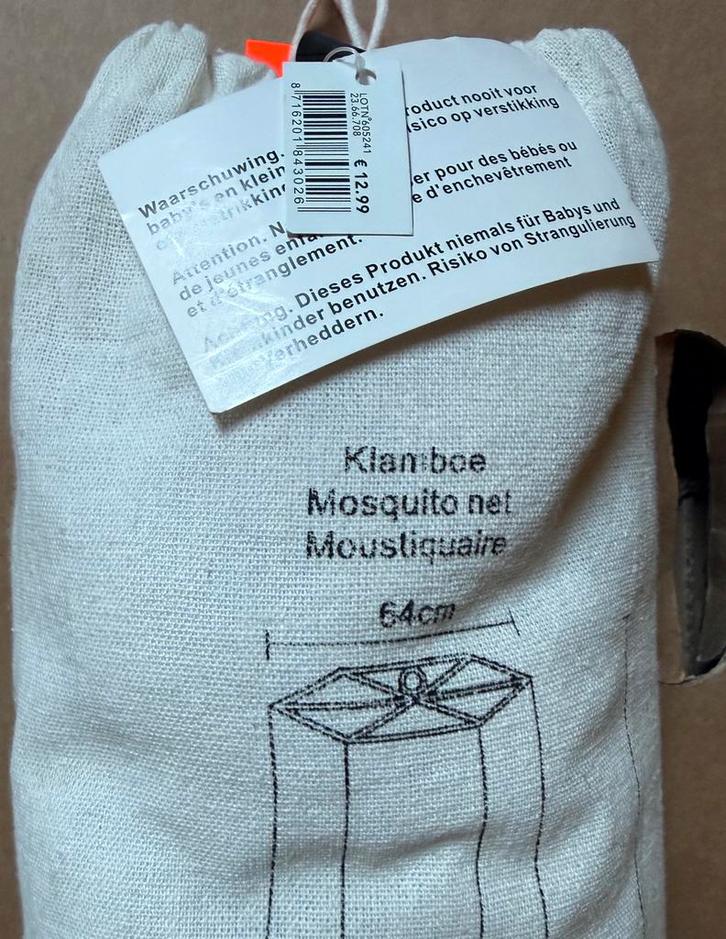 LOTN°605241
23.66.708
8 716201 843026
€ 12.99
Waarschuwing. roduct nooit voor
baby's en klein isico op verstikking
Attention. N er pour des bébés ou
de jeunes enfa e d'enchevêtrement
et d'étranglement.
Dieses Produkt niemals für Babys und
kinder benutzen. Risiko von Strangulierung
verheddern.
Klamboe
Mosquito net
Moustiquaire
64cm